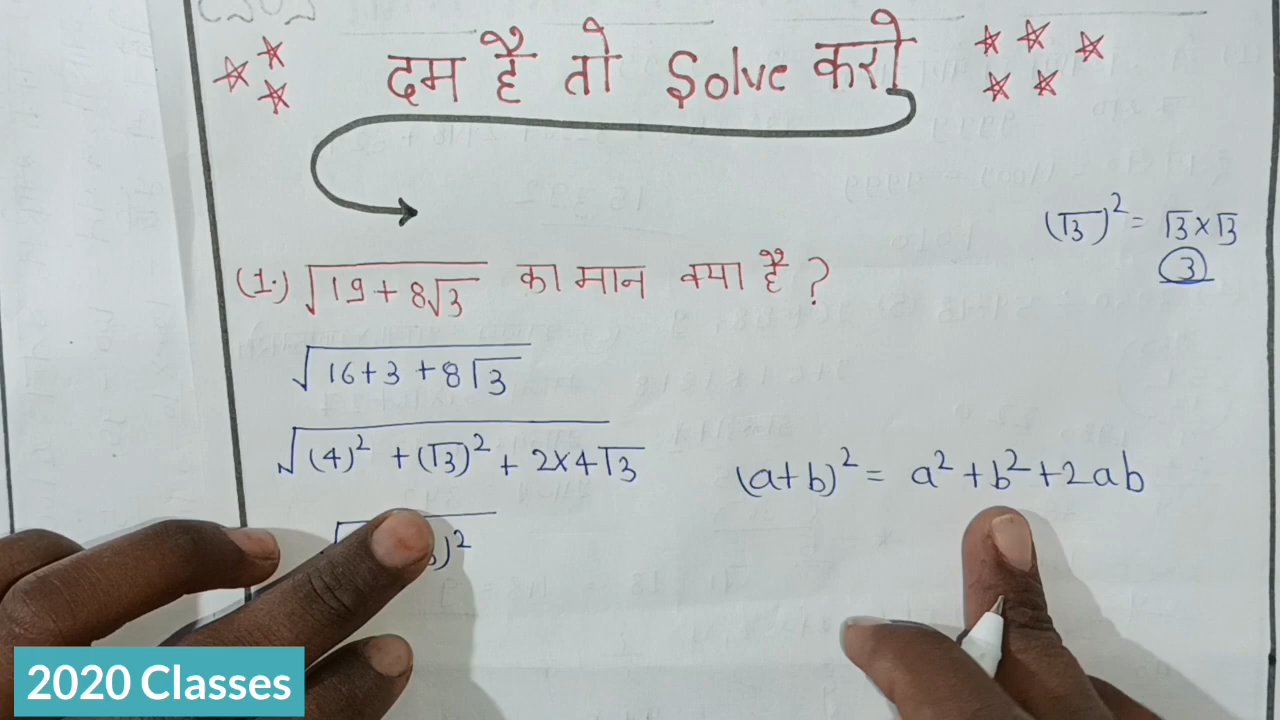 दम है तो Solve करो
(√3)² = √3×√3
3
(1.) √19+8√3 का मान क्या है ?
√16+3+8√3
√(4)²+(√3)²+2×4√3
(a+b)² = a²+b²+2ab
)²
2020 Classes